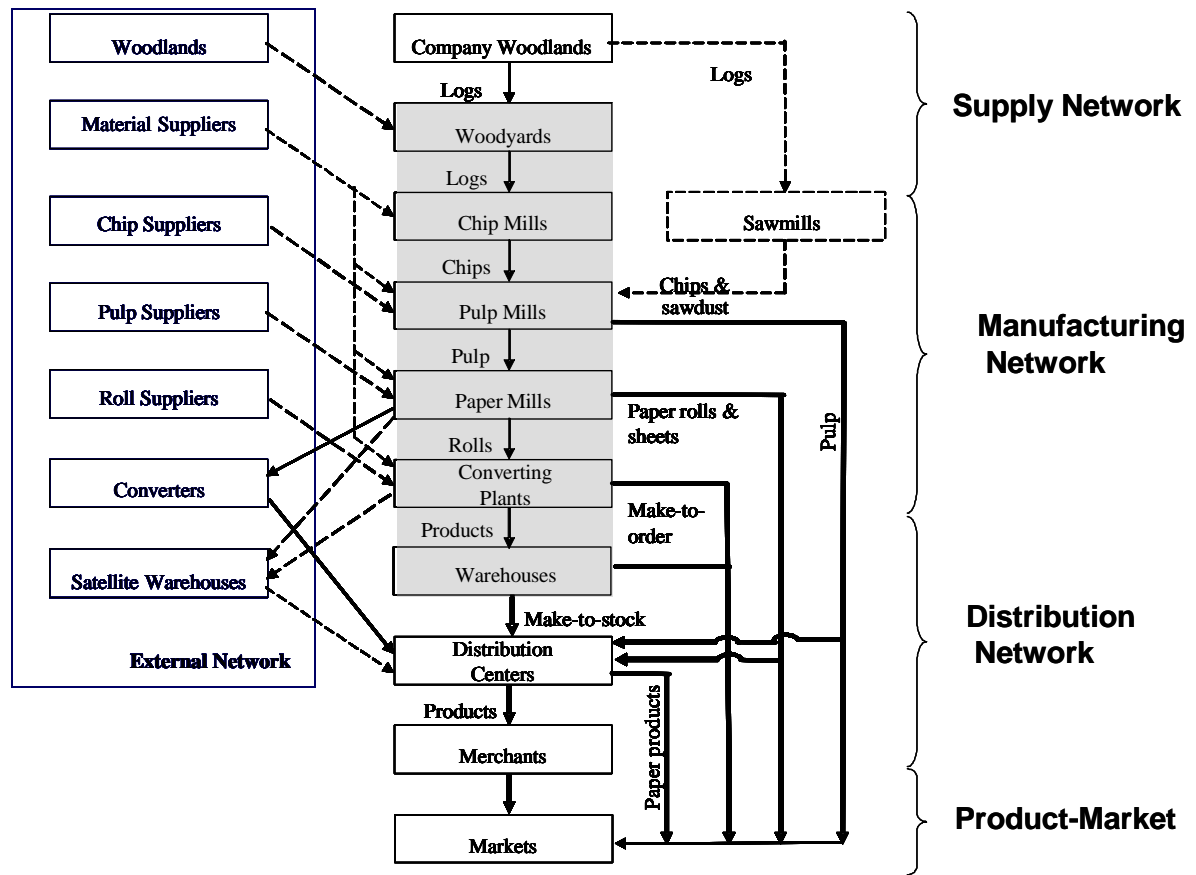 Woodlands
Company Woodlands
Logs
Logs
Supply Network
Material Suppliers
Woodyards
Logs
Chip Suppliers
Chip Mills
Sawmills
Chips
Chips &
sawdust
Pulp Suppliers
Pulp Mills
Manufacturing
Network
Pulp
Roll Suppliers
Paper Mills
Paper rolls &
sheets
Pulp
Rolls
Converters
Converting
Plants
Products
Make-to-
order
Satellite Warehouses
Warehouses
Make-to-stock
Distribution
Network
External Network
Distribution
Centers
Products
Paper products
Merchants
Product-Market
Markets